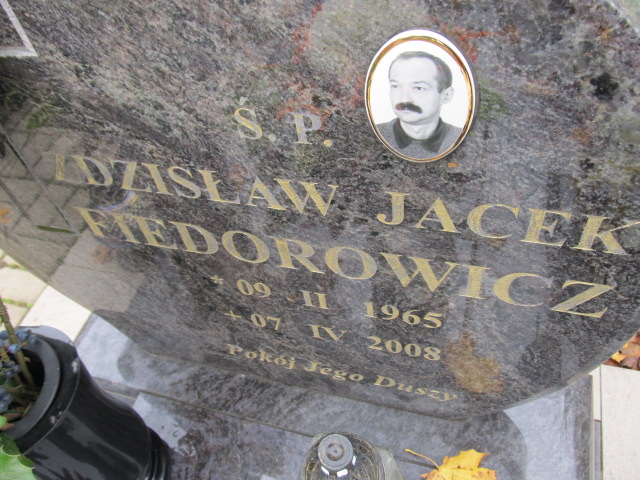 Ś. P.
ZDZISŁAW JACEK
FIEDOROWICZ
* 09 II 1965
+ 07 IV 2008
Pokój Jego Duszy